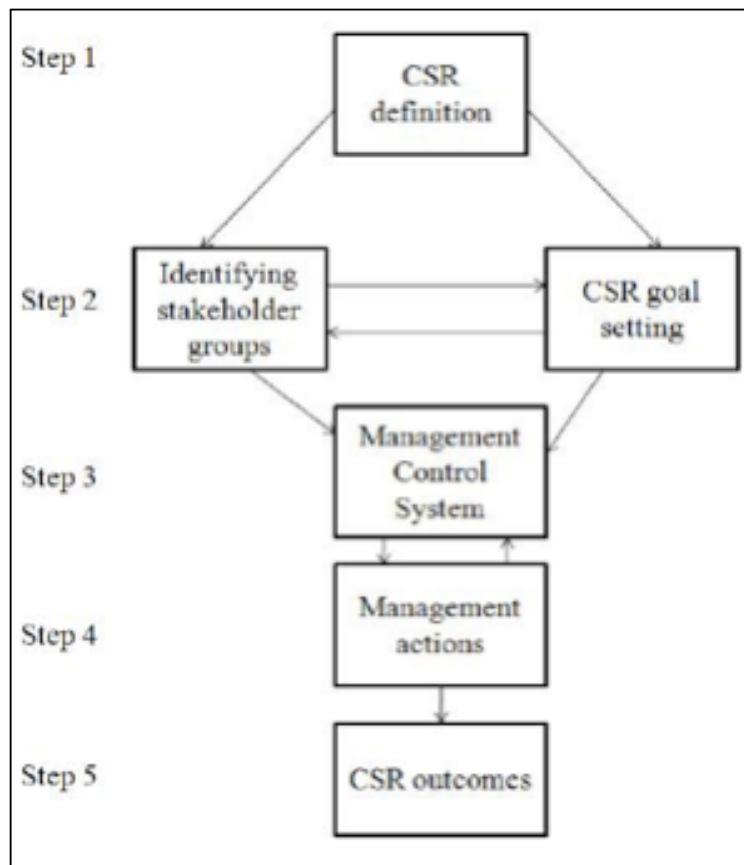 Step 1
CSR
definition
Step 2
Identifying
stakeholder
groups
CSR goal
setting
Step 3
Management
Control
System
Step 4
Management
actions
Step 5
CSR outcomes